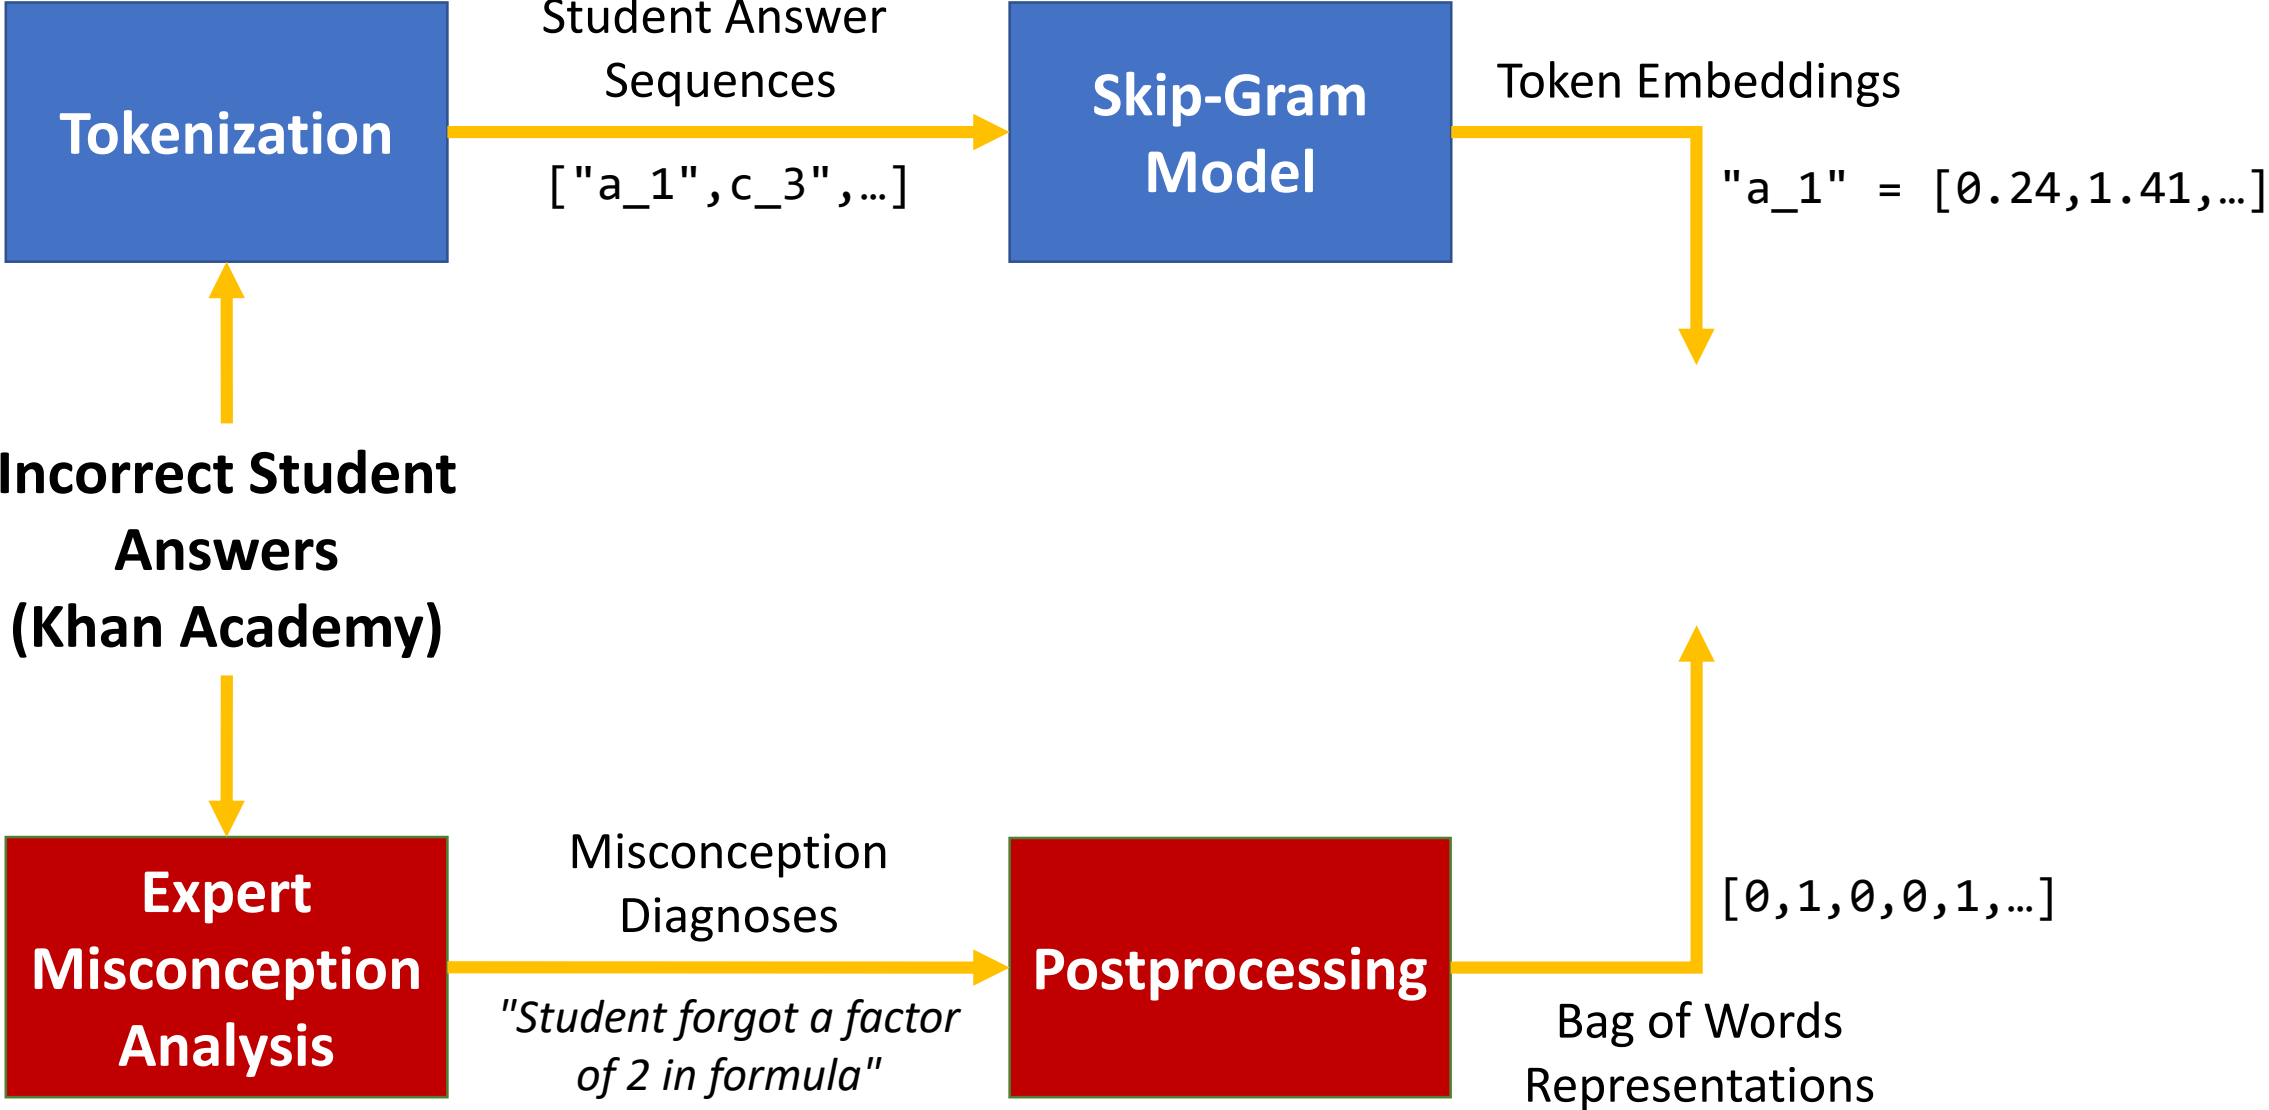 Student Answer
Sequences
Tokenization
["a_1",c_3",…]
Skip-Gram
Model
Token Embeddings
"a_1" = [0.24,1.41,…]
Incorrect Student
Answers
(Khan Academy)
Expert
Misconception
Analysis
Misconception
Diagnoses
"Student forgot a factor
of 2 in formula"
Postprocessing
[0,1,0,0,1,…]
Bag of Words
Representations